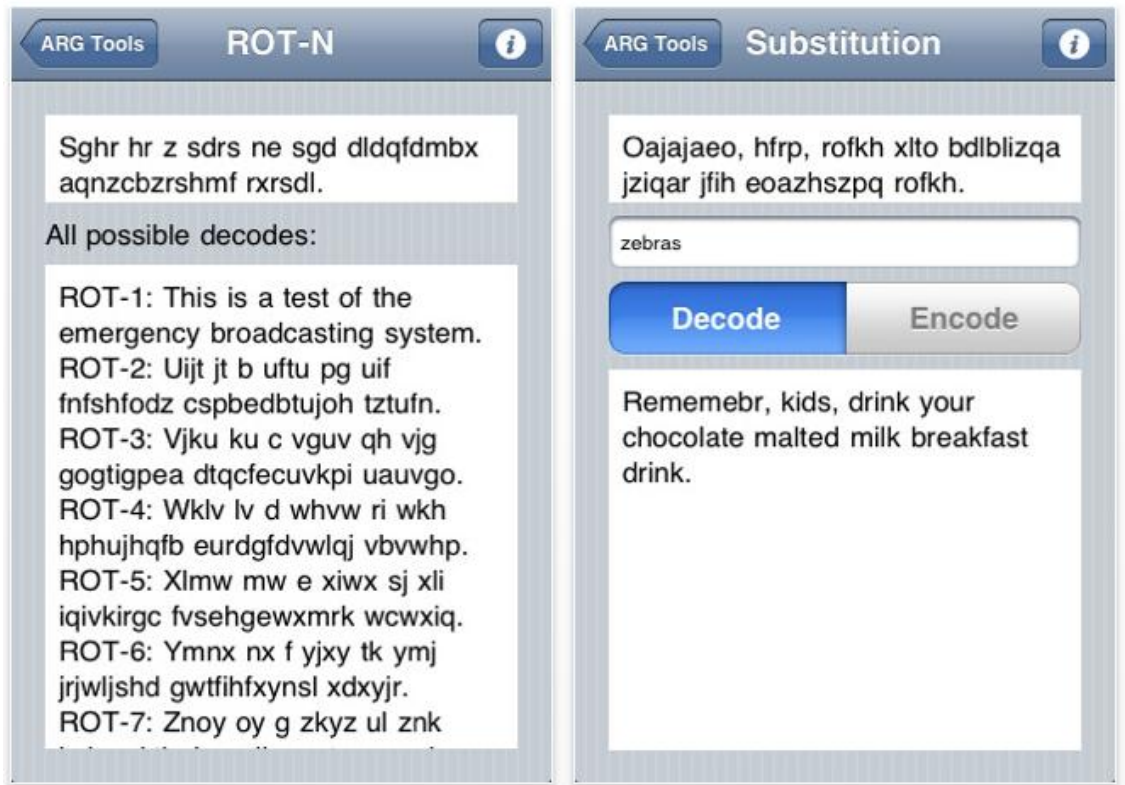 ARG Tools
ROT-N
Sghr hr z sdrs ne sgd dldqfdmbx
aqnzcbzrshmf rxrsdl.
All possible decodes:
ROT-1: This is a test of the
emergency broadcasting system.
ROT-2: Uijt jt b uftu pg uif
fnfshfodz cspbedbtujoh tztufn.
ROT-3: Vjku ku c vguv qh vjg
gogtigpea dtqcfecuvkpi uauvgo.
ROT-4: Wklv lv d whvw ri wkh
hphujhqfb eurdgfdvwlqj vbvwhp.
ROT-5: Xlmw mw e xiwx sj xli
iqivkirgc fvsehgewxmrk wcwxiq.
ROT-6: Ymnx nx f yjxy tk ymj
jrjwljshd gwtfihfxynsl xdxyjr.
ROT-7: Znoy oy g zkyz ul znk
ARG Tools
Substitution
Oajajaeo, hfrp, rofkh xlto bdlblizqa
jziqar jfih eoazhszpq rofkh.
zebras
Decode
Encode
Rememebr, kids, drink your
chocolate malted milk breakfast
drink.